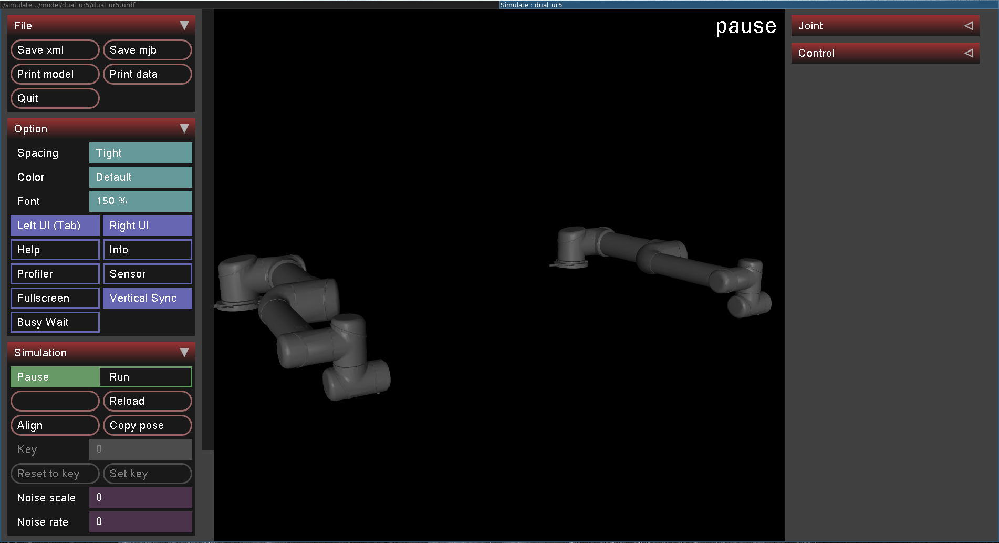 ./simulate ../model/dual_ur5/dual_ur5.urdf
Simulate : dual_ur5
File
Save xml
Save mjb
Print model
Print data
Quit
Option
Spacing
Tight
Color
Default
Font
150 %
Left UI (Tab)
Right UI
Help
Info
Profiler
Sensor
Fullscreen
Vertical Sync
Busy Wait
Simulation
Pause
Run
Reload
Align
Copy pose
Key
0
Reset to key
Set key
Noise scale
0
Noise rate
0
pause
Joint
Control